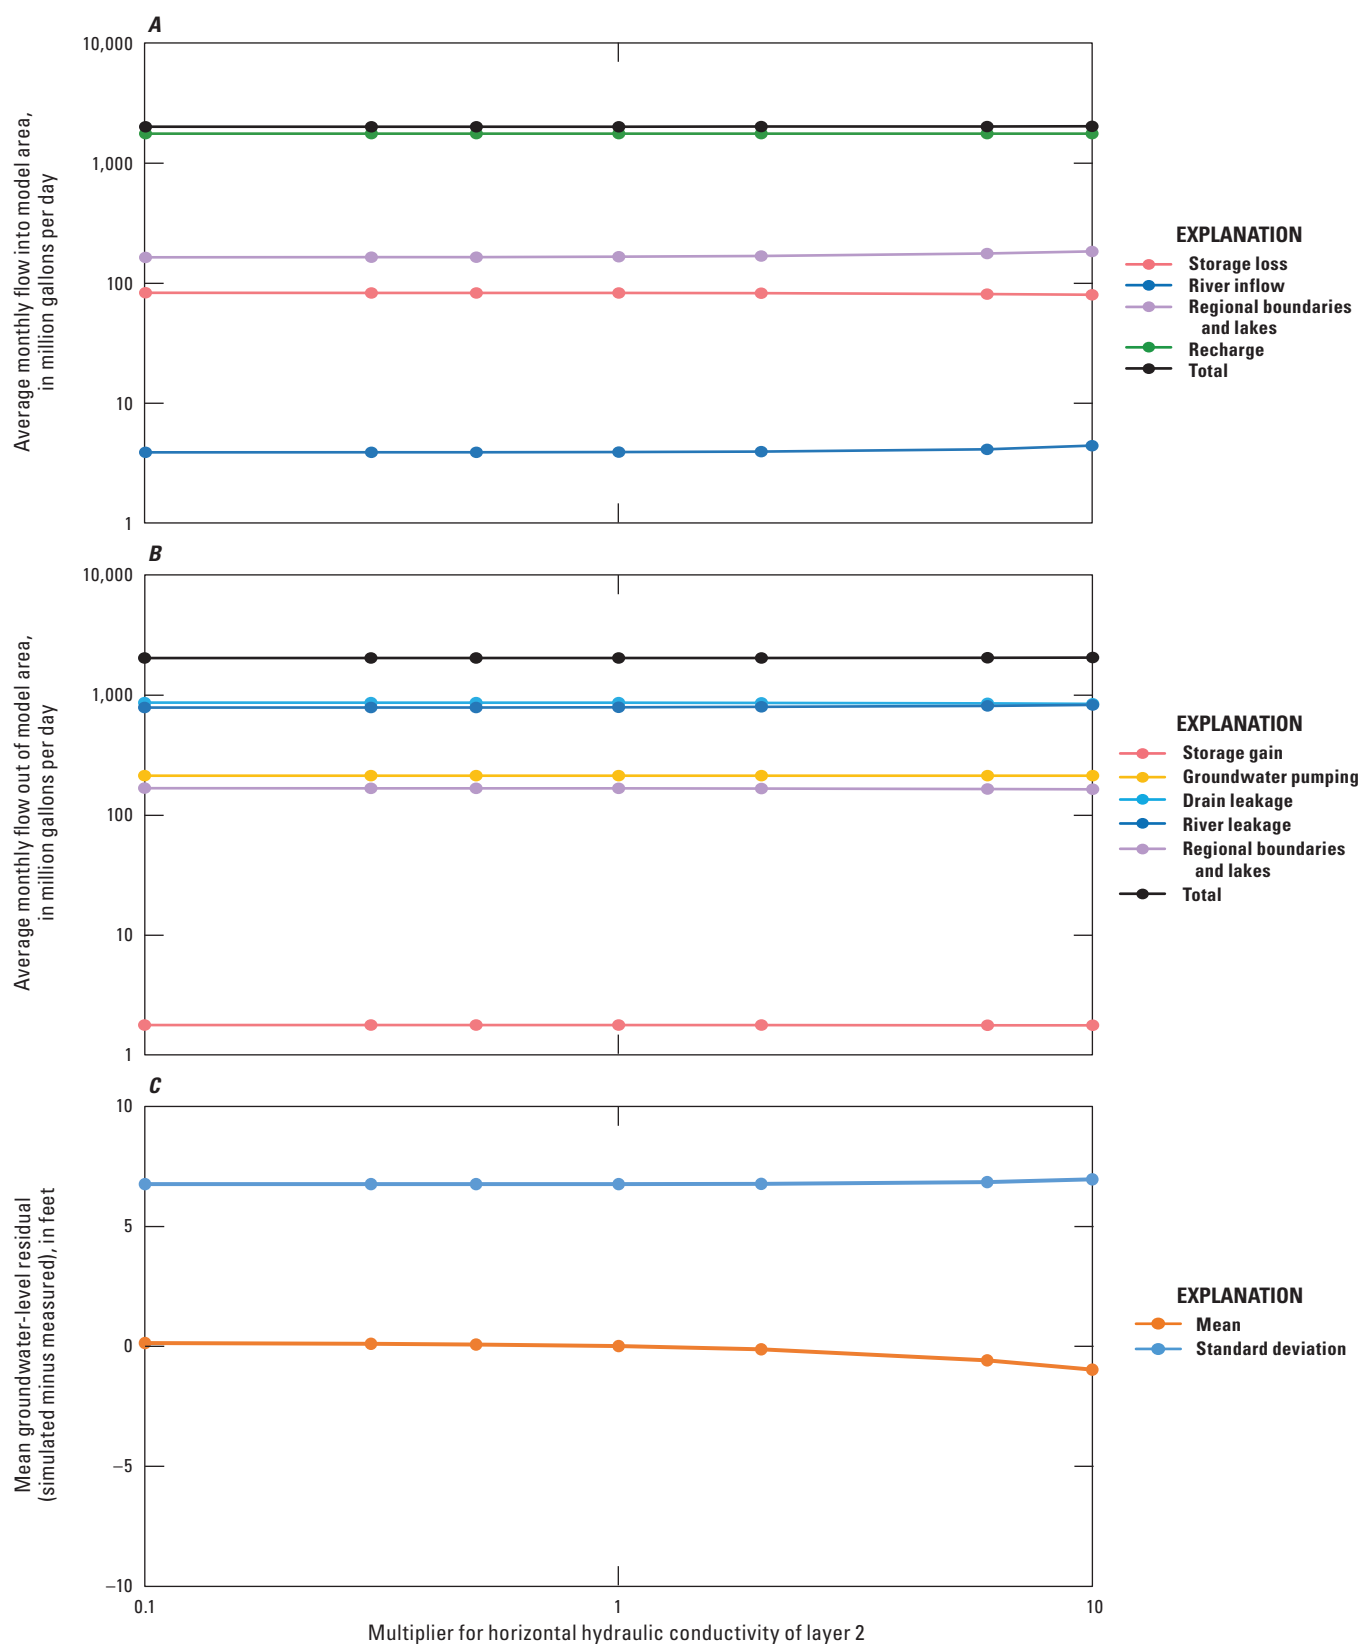 A
10,000
1,000
100
10
1
Average monthly flow into model area,
in million gallons per day
EXPLANATION
Storage loss
River inflow
Regional boundaries
and lakes
Recharge
Total
B
10,000
1,000
100
10
1
Average monthly flow out of model area,
in million gallons per day
EXPLANATION
Storage gain
Groundwater pumping
Drain leakage
River leakage
Regional boundaries
and lakes
Total
C
10
5
0
−5
−10
Mean groundwater-level residual
(simulated minus measured), in feet
EXPLANATION
Mean
Standard deviation
0.1
1
10
Multiplier for horizontal hydraulic conductivity of layer 2